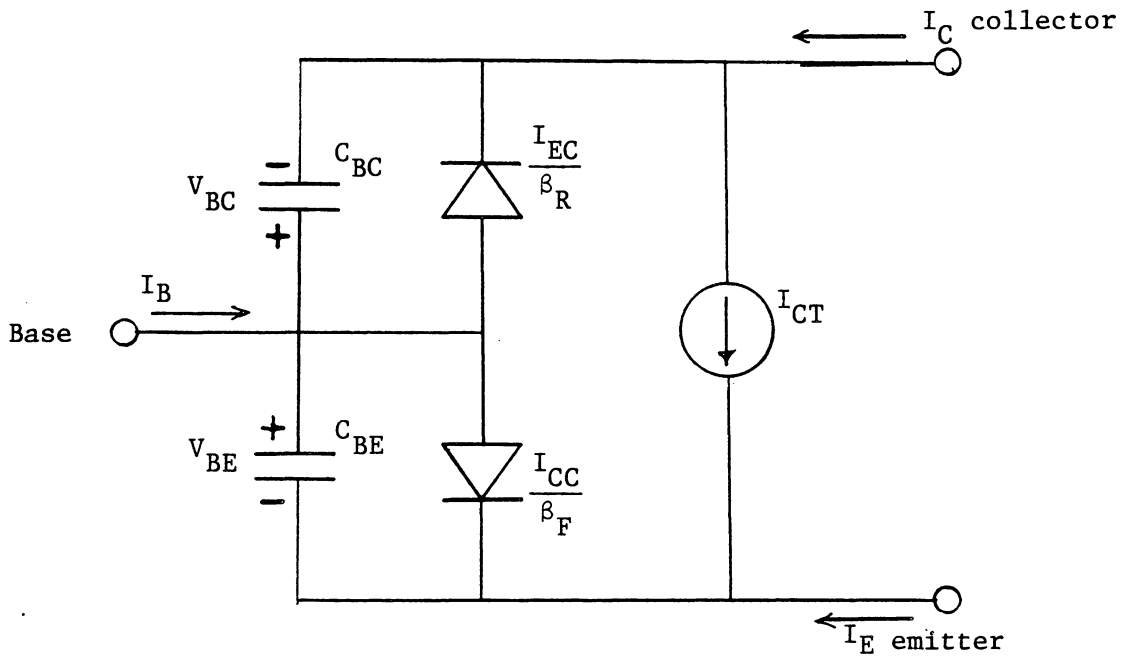 I_C collector
I_EC
β_R
C_BC
-
V_BC
+
I_B
I_CT
Base
+
C_BE
V_BE
-
I_CC
β_F
I_E emitter